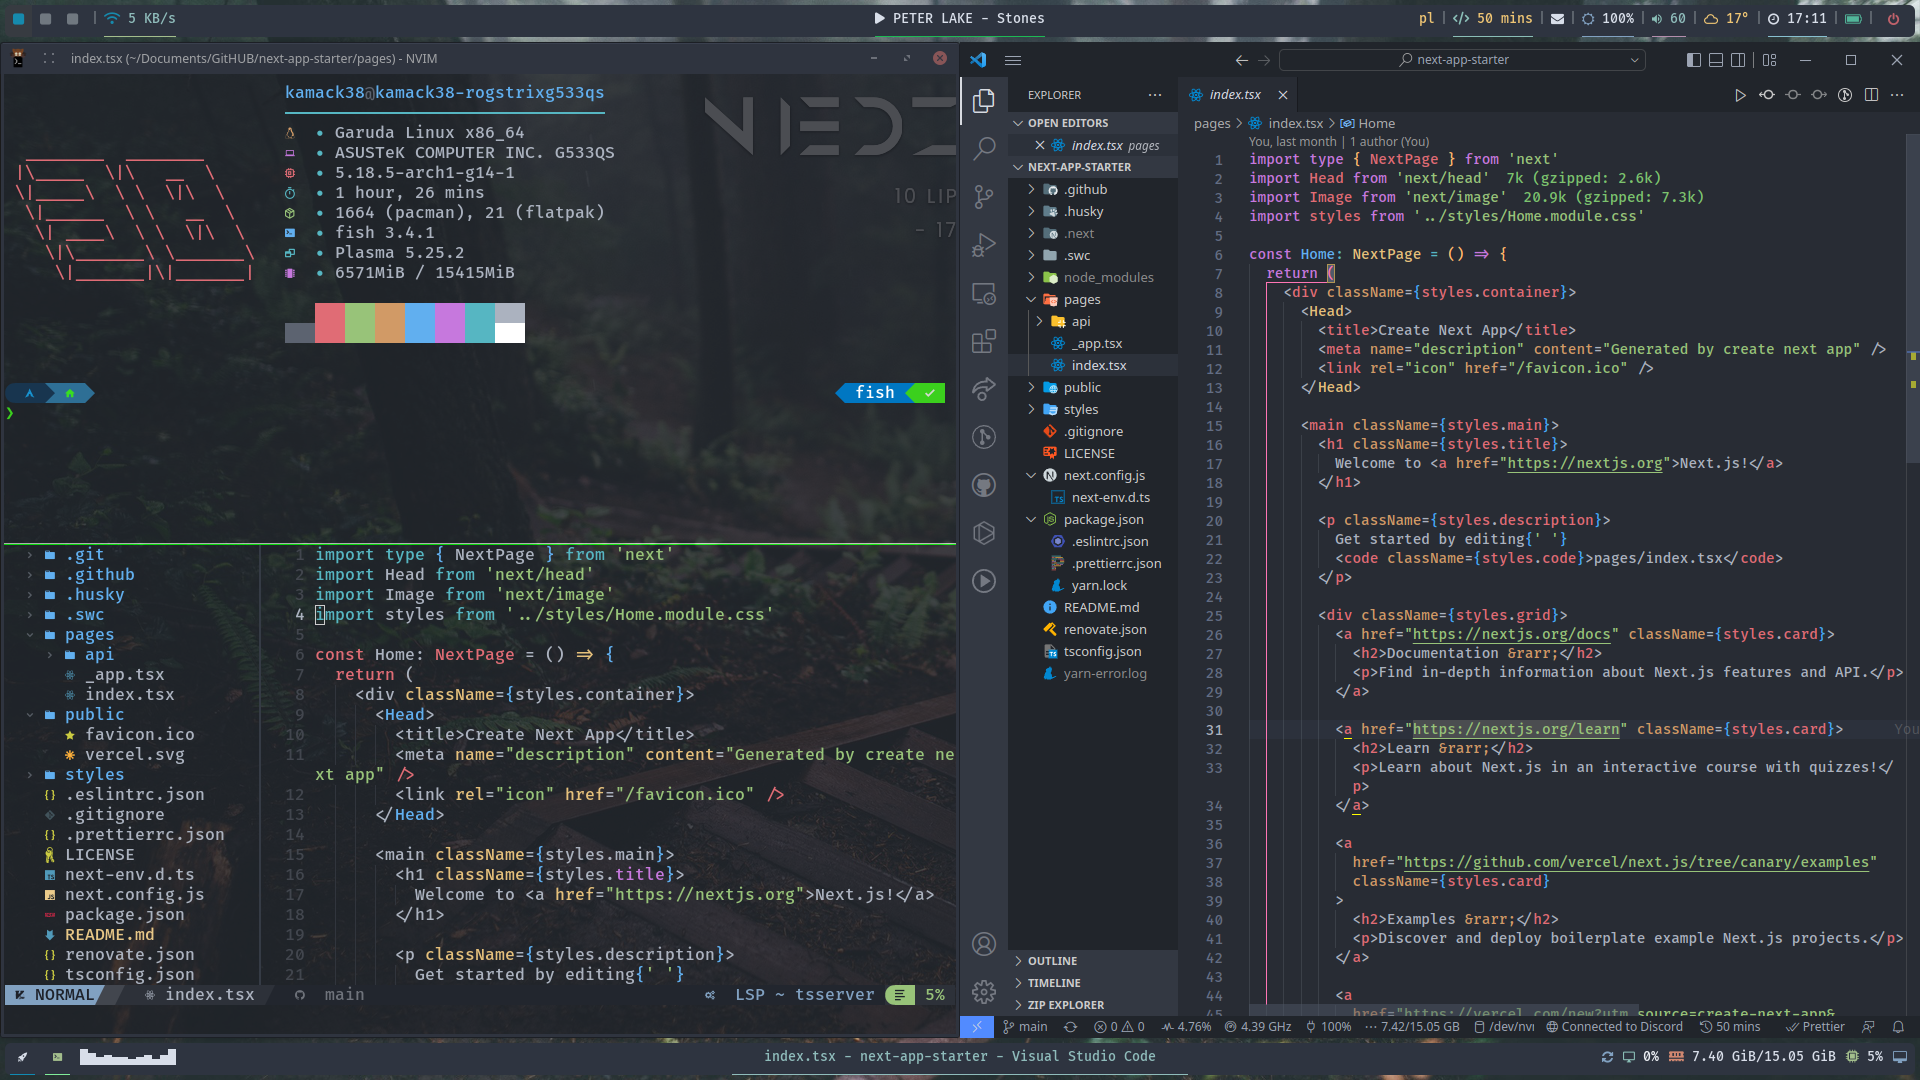 5 KB/s
PETER LAKE - Stones
pl
50 mins
100%
60
17°
17:11
index.tsx (~/Documents/GitHUB/next-app-starter/pages) - NVIM
kamack38@kamack38-rogstrixg533qs
• Garuda Linux x86_64
• ASUSTeK COMPUTER INC. G533QS
• 5.18.5-arch1-g14-1
• 1 hour, 26 mins
• 1664 (pacman), 21 (flatpak)
• fish 3.4.1
• Plasma 5.25.2
• 6571MiB / 15415MiB
10 LIP
- 17
fish ✓
❯
.git
.github
.husky
.swc
pages
api
_app.tsx
index.tsx
public
favicon.ico
vercel.svg
styles
{} .eslintrc.json
.gitignore
{} .prettierrc.json
LICENSE
next-env.d.ts
next.config.js
package.json
README.md
{} renovate.json
{} tsconfig.json
1 import type { NextPage } from 'next'
2 import Head from 'next/head'
3 import Image from 'next/image'
4 import styles from '../styles/Home.module.css'
5
6 const Home: NextPage = () => {
7 return (
8 <div className={styles.container}>
9 <Head>
10 <title>Create Next App</title>
11 <meta name="description" content="Generated by create ne
xt app" />
12 <link rel="icon" href="/favicon.ico" />
13 </Head>
14
15 <main className={styles.main}>
16 <h1 className={styles.title}>
17 Welcome to <a href="https://nextjs.org">Next.js!</a>
18 </h1>
19
20 <p className={styles.description}>
21 Get started by editing{' '}
NORMAL index.tsx main
LSP ~ tsserver 5%
next-app-starter
EXPLORER
OPEN EDITORS
index.tsx pages
NEXT-APP-STARTER
.github
.husky
.next
.swc
node_modules
pages
api
_app.tsx
index.tsx
public
styles
.gitignore
LICENSE
next.config.js
next-env.d.ts
package.json
.eslintrc.json
.prettierrc.json
yarn.lock
README.md
renovate.json
tsconfig.json
yarn-error.log
OUTLINE
TIMELINE
ZIP EXPLORER
index.tsx
pages > index.tsx > Home
You, last month | 1 author (You)
1 import type { NextPage } from 'next'
2 import Head from 'next/head' 7k (gzipped: 2.6k)
3 import Image from 'next/image' 20.9k (gzipped: 7.3k)
4 import styles from '../styles/Home.module.css'
5
6 const Home: NextPage = () => {
7 return (
8 <div className={styles.container}>
9 <Head>
10 <title>Create Next App</title>
11 <meta name="description" content="Generated by create next app" />
12 <link rel="icon" href="/favicon.ico" />
13 </Head>
14
15 <main className={styles.main}>
16 <h1 className={styles.title}>
17 Welcome to <a href="https://nextjs.org">Next.js!</a>
18 </h1>
19
20 <p className={styles.description}>
21 Get started by editing{' '}
22 <code className={styles.code}>pages/index.tsx</code>
23 </p>
24
25 <div className={styles.grid}>
26 <a href="https://nextjs.org/docs" className={styles.card}>
27 <h2>Documentation &rarr;</h2>
28 <p>Find in-depth information about Next.js features and API.</p>
29 </a>
30
31 <a href="https://nextjs.org/learn" className={styles.card}> You
32 <h2>Learn &rarr;</h2>
33 <p>Learn about Next.js in an interactive course with quizzes!</
p>
34 </a>
35
36 <a
37 href="https://github.com/vercel/next.js/tree/canary/examples"
38 className={styles.card}
39 >
40 <h2>Examples &rarr;</h2>
41 <p>Discover and deploy boilerplate example Next.js projects.</p>
42 </a>
43
44 <a
45 href="https://vercel.com/new?utm_source=create-next-app&
main 0 0 4.76% 4.39 GHz 100% 7.42/15.05 GB /dev/nv Connected to Discord 50 mins Prettier
index.tsx - next-app-starter - Visual Studio Code
0% 7.40 GiB/15.05 GiB 5%